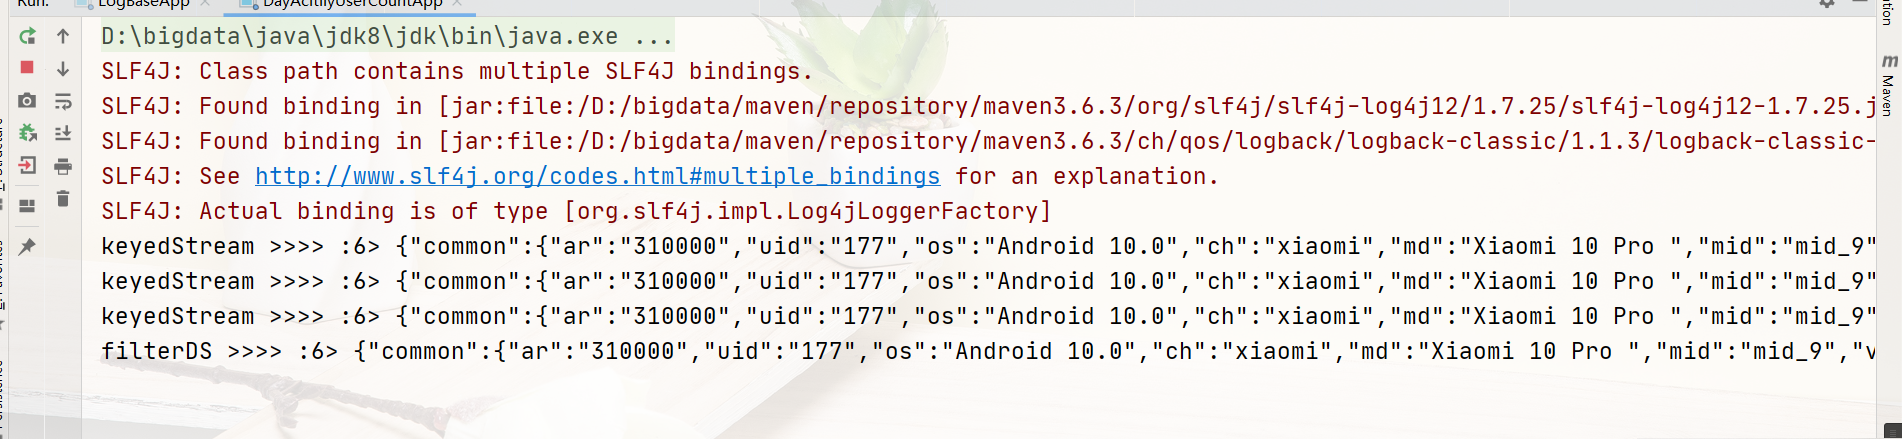 Run:
LogBaseApp
DayAcitiyUserCountApp
D:\bigdata\java\jdk8\jdk\bin\java.exe ...
SLF4J: Class path contains multiple SLF4J bindings.
SLF4J: Found binding in [jar:file:/D:/bigdata/maven/repository/maven3.6.3/org/slf4j/slf4j-log4j12/1.7.25/slf4j-log4j12-1.7.25.j
SLF4J: Found binding in [jar:file:/D:/bigdata/maven/repository/maven3.6.3/ch/qos/logback/logback-classic/1.1.3/logback-classic-
SLF4J: See http://www.slf4j.org/codes.html#multiple_bindings for an explanation.
SLF4J: Actual binding is of type [org.slf4j.impl.Log4jLoggerFactory]
keyedStream >>>> :6> {"common":{"ar":"310000","uid":"177","os":"Android 10.0","ch":"xiaomi","md":"Xiaomi 10 Pro ","mid":"mid_9"
keyedStream >>>> :6> {"common":{"ar":"310000","uid":"177","os":"Android 10.0","ch":"xiaomi","md":"Xiaomi 10 Pro ","mid":"mid_9"
keyedStream >>>> :6> {"common":{"ar":"310000","uid":"177","os":"Android 10.0","ch":"xiaomi","md":"Xiaomi 10 Pro ","mid":"mid_9"
filterDS >>>> :6> {"common":{"ar":"310000","uid":"177","os":"Android 10.0","ch":"xiaomi","md":"Xiaomi 10 Pro ","mid":"mid_9","v
Maven